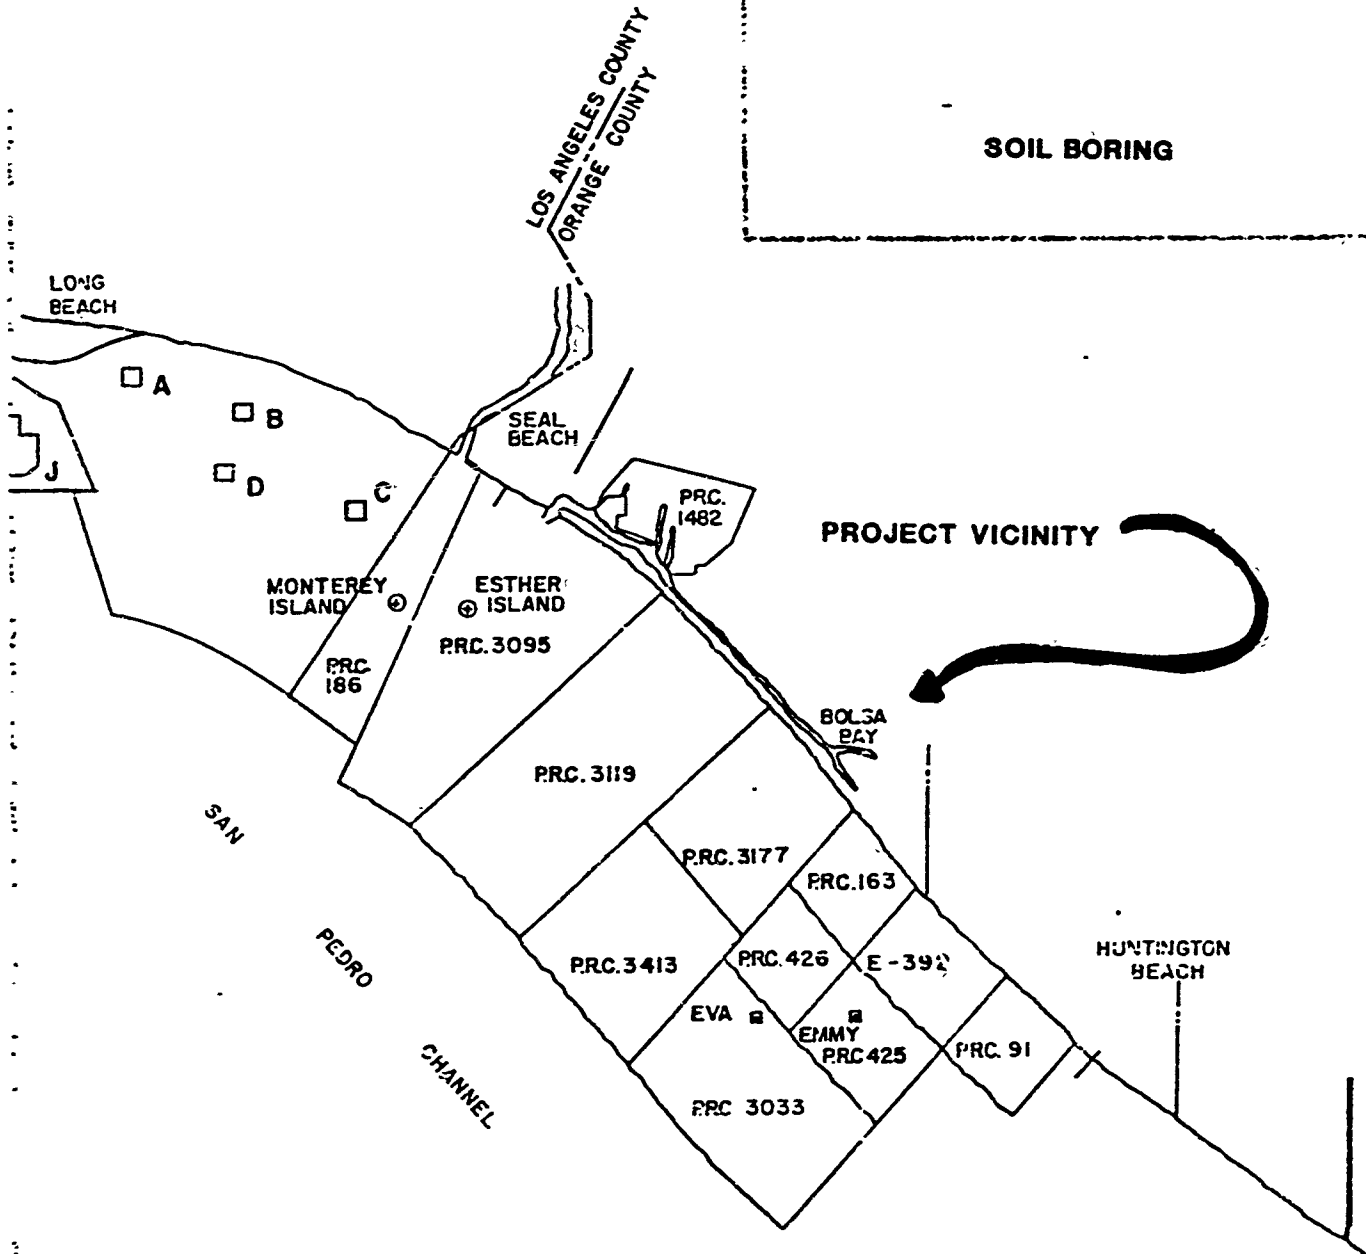 LOS ANGELES COUNTY
ORANGE COUNTY
SOIL BORING
LONG
BEACH
A
B
SEAL
BEACH
J
D
C
PRC.
1482
PROJECT VICINITY
MONTEREY
ISLAND
ESTHER
ISLAND
PRC. 3095
PRC.
186
BOLSA
BAY
PRC. 3119
SAN
PRC. 3177
PRC. 163
PEDRO
PRC. 3413
PRC. 426
E-392
HUNTINGTON
BEACH
EVA
EMMY
PRC 425
PRC. 91
CHANNEL
PRC 3033